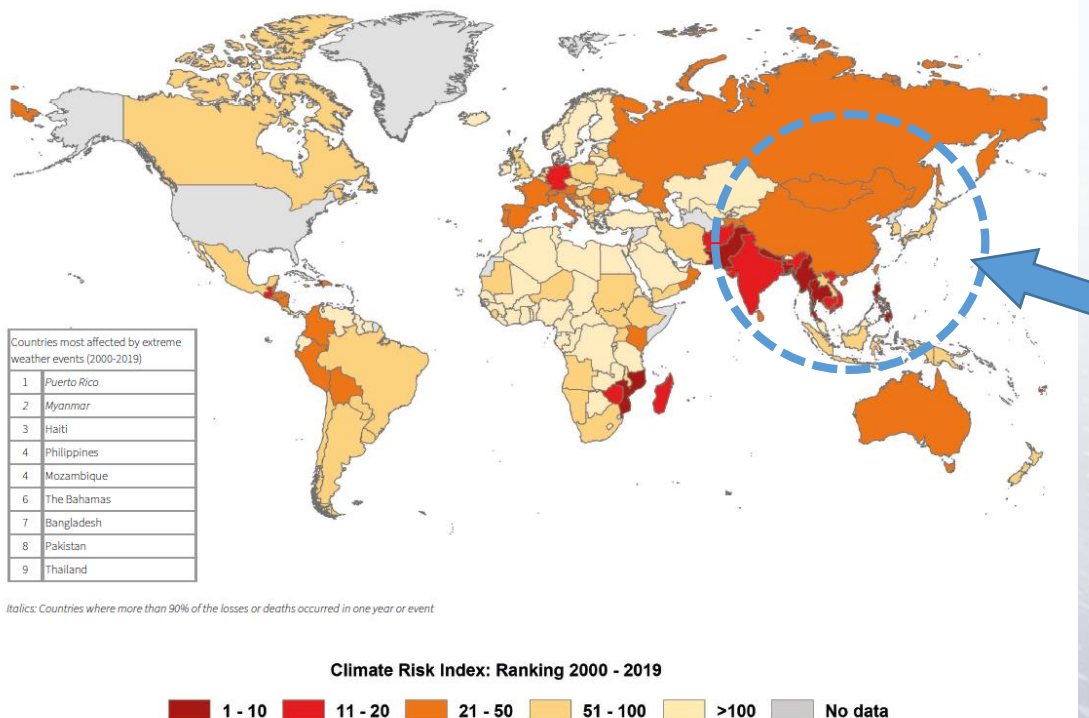 Countries most affected by extreme
weather events (2000-2019)
1 Puerto Rico
2 Myanmar
3 Haiti
4 Philippines
4 Mozambique
6 The Bahamas
7 Bangladesh
8 Pakistan
9 Thailand
Italics: Countries where more than 90% of the losses or deaths occurred in one year or event
Climate Risk Index: Ranking 2000 - 2019
1 - 10 11 - 20 21 - 50 51 - 100 >100 No data